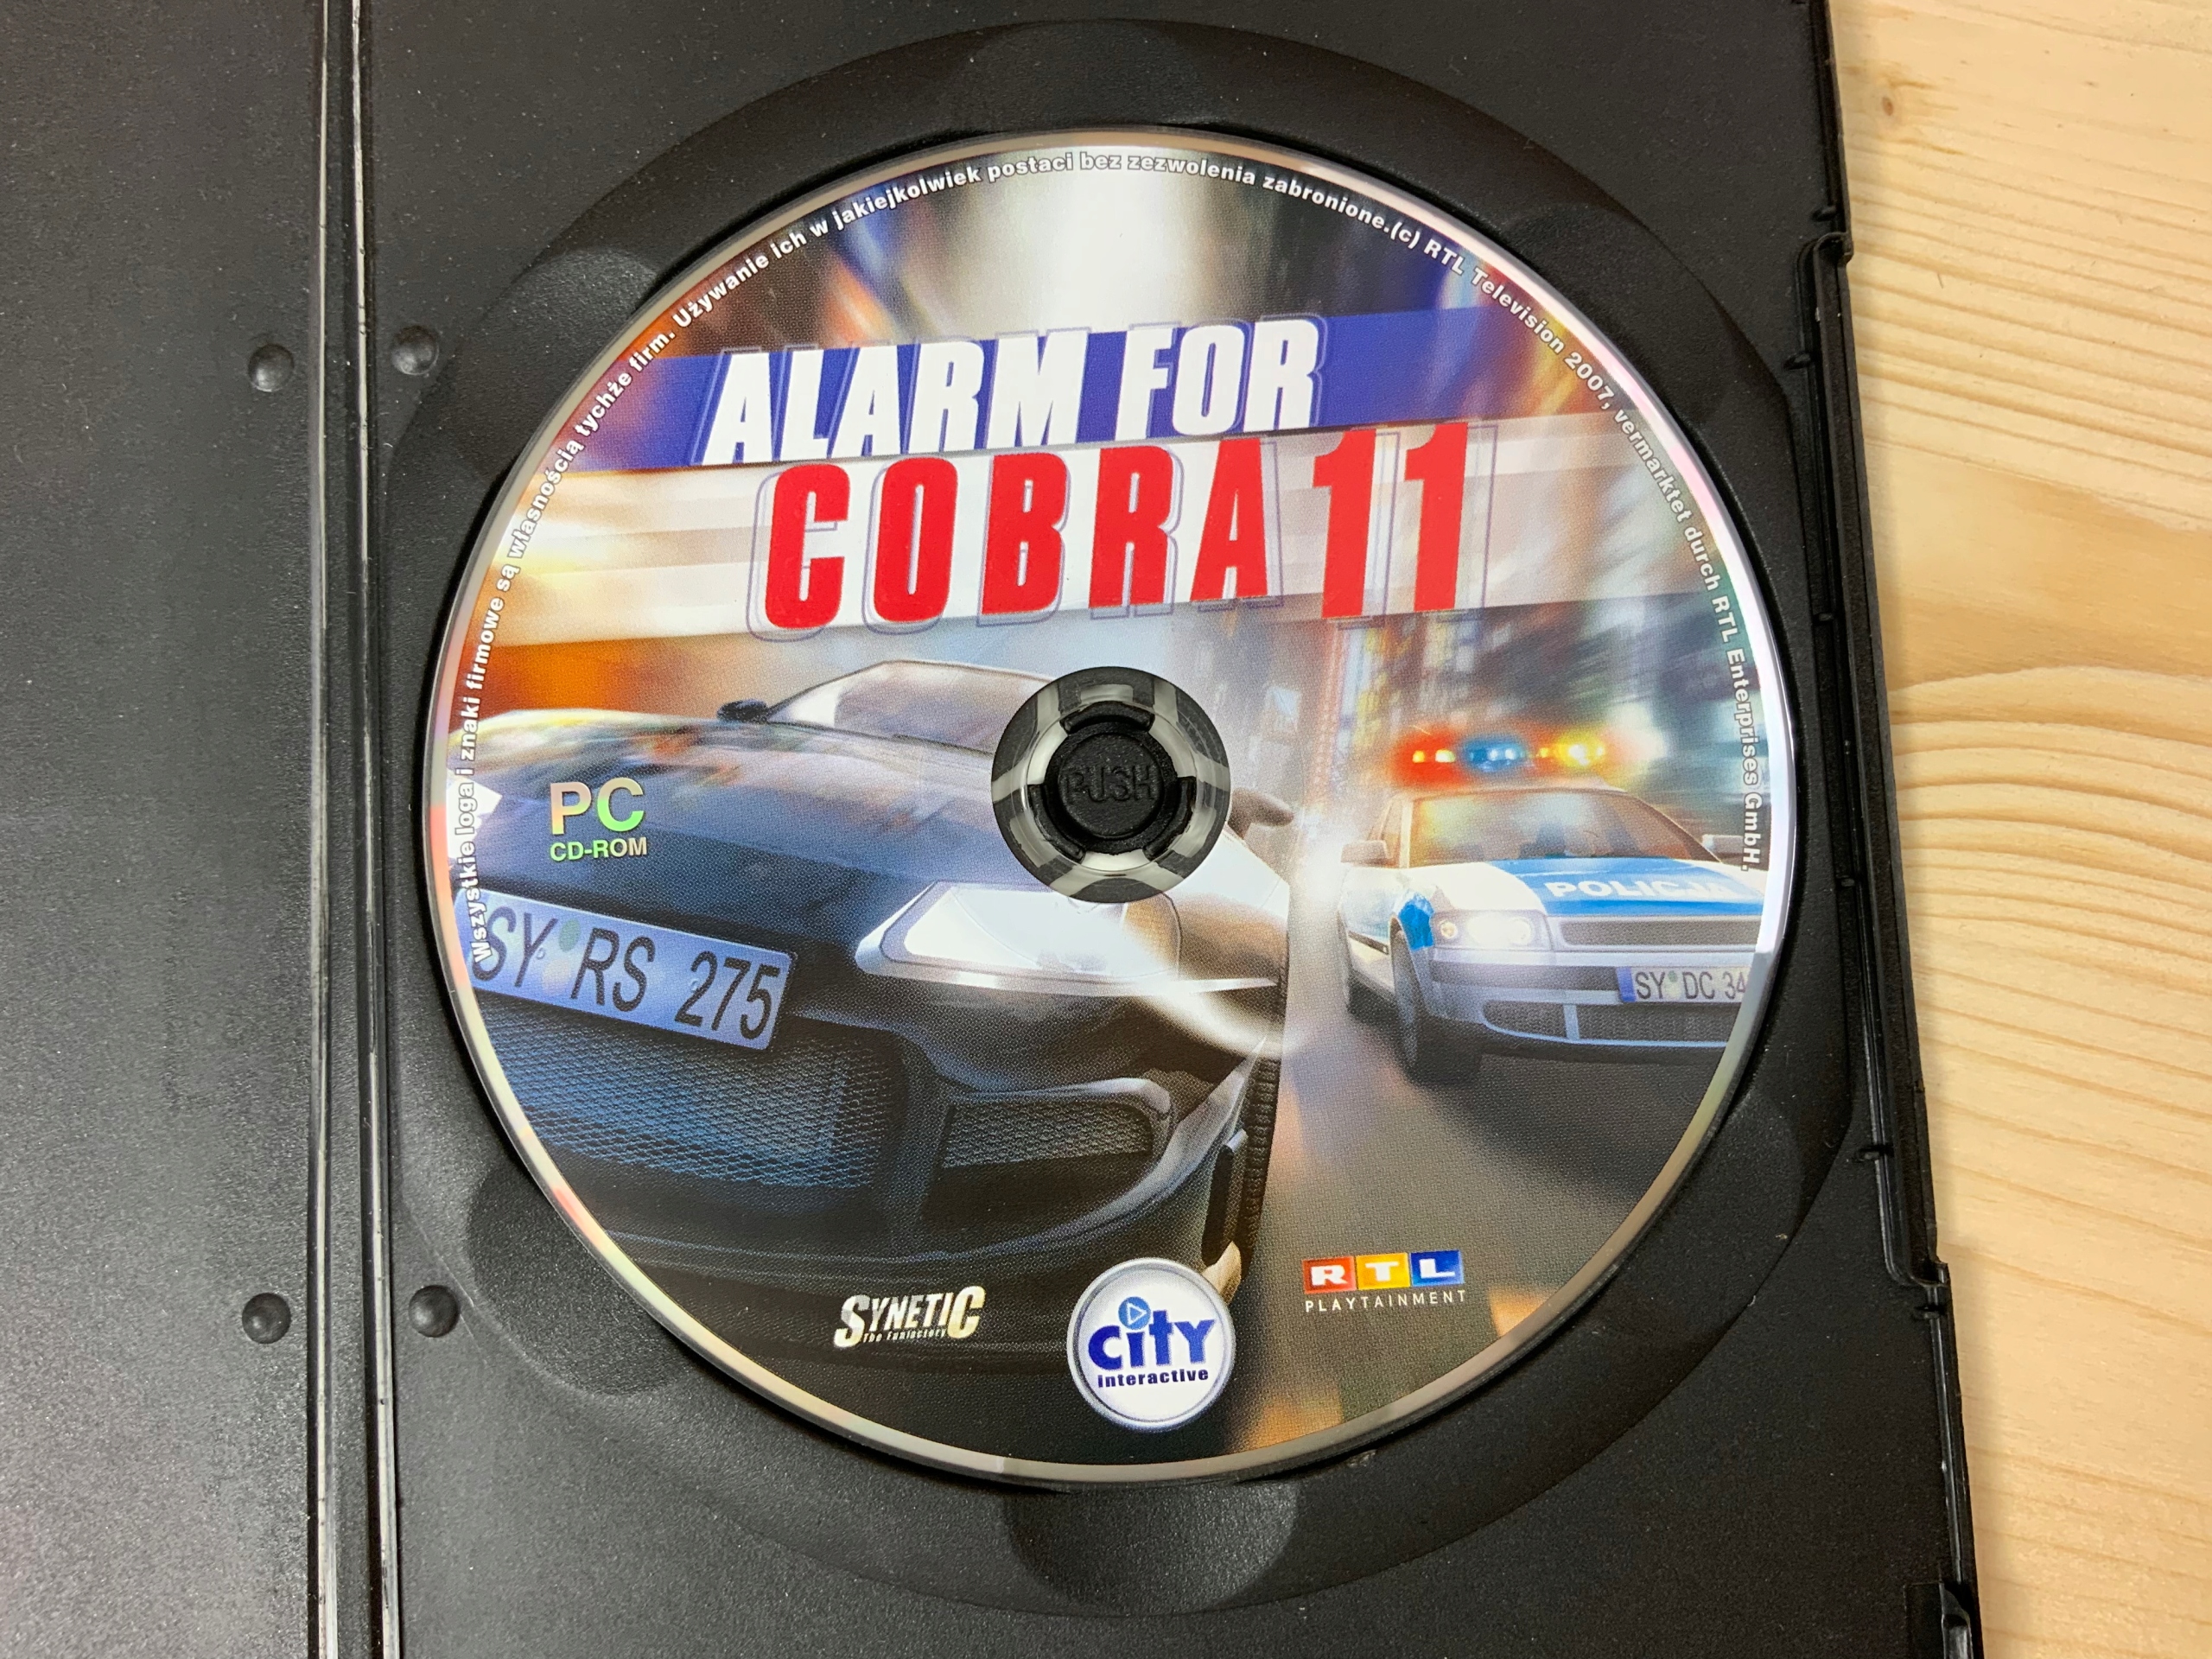 Wszystkie loga i znaki firmowe są własnością tychże firm. Używanie ich w jakiejkolwiek postaci bez zezwolenia zabronione.(c) RTL Television 2007, vermarktet durch RTL Enterprises GmbH.
ALARM FOR
COBRA 11
PUSH
PC
CD-ROM
POLICJA
SY RS 275
SY DC 34
SYNETIC
The Funfactory
city
interactive
RTL
PLAYTAINMENT